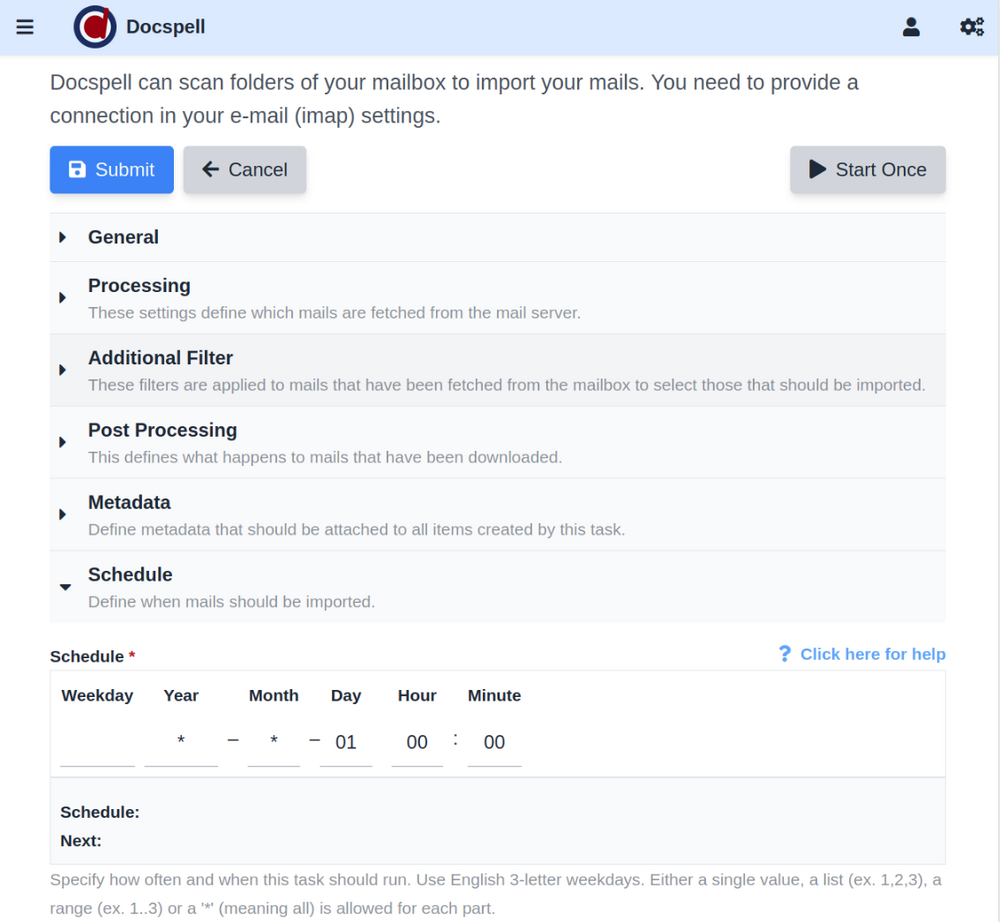 Docspell
Docspell can scan folders of your mailbox to import your mails. You need to provide a
connection in your e-mail (imap) settings.
Submit Cancel Start Once
General
Processing
These settings define which mails are fetched from the mail server.
Additional Filter
These filters are applied to mails that have been fetched from the mailbox to select those that should be imported.
Post Processing
This defines what happens to mails that have been downloaded.
Metadata
Define metadata that should be attached to all items created by this task.
Schedule
Define when mails should be imported.
Schedule * ? Click here for help
Weekday Year Month Day Hour Minute
* – * – 01 00 : 00
Schedule:
Next:
Specify how often and when this task should run. Use English 3-letter weekdays. Either a single value, a list (ex. 1,2,3), a
range (ex. 1..3) or a '*' (meaning all) is allowed for each part.